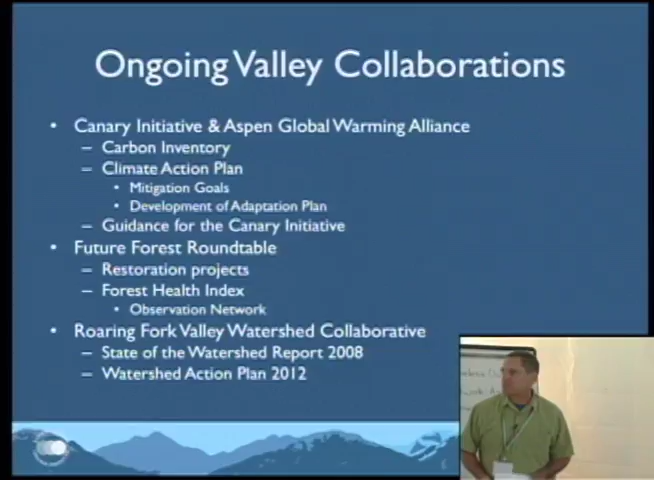 Ongoing Valley Collaborations
• Canary Initiative & Aspen Global Warming Alliance
– Carbon Inventory
– Climate Action Plan
• Mitigation Goals
• Development of Adaptation Plan
– Guidance for the Canary Initiative
• Future Forest Roundtable
– Restoration projects
– Forest Health Index
• Observation Network
• Roaring Fork Valley Watershed Collaborative
– State of the Watershed Report 2008
– Watershed Action Plan 2012